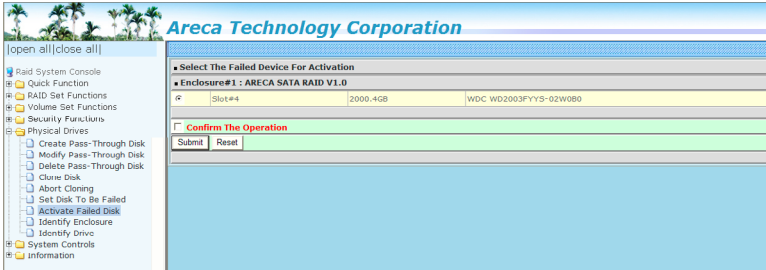 Areca Technology Corporation
|open all|close all|
Raid System Console
Quick Function
RAID Set Functions
Volume Set Functions
Security Functions
Physical Drives
Create Pass-Through Disk
Modify Pass-Through Disk
Delete Pass-Through Disk
Clone Disk
Abort Cloning
Set Disk To Be Failed
Activate Failed Disk
Identify Enclosure
Identify Drive
System Controls
Information
Select The Failed Device For Activation
Enclosure#1 : ARECA SATA RAID V1.0
Slot#4 2000.4GB WDC WD2003FYYS-02W0B0
Confirm The Operation
Submit Reset